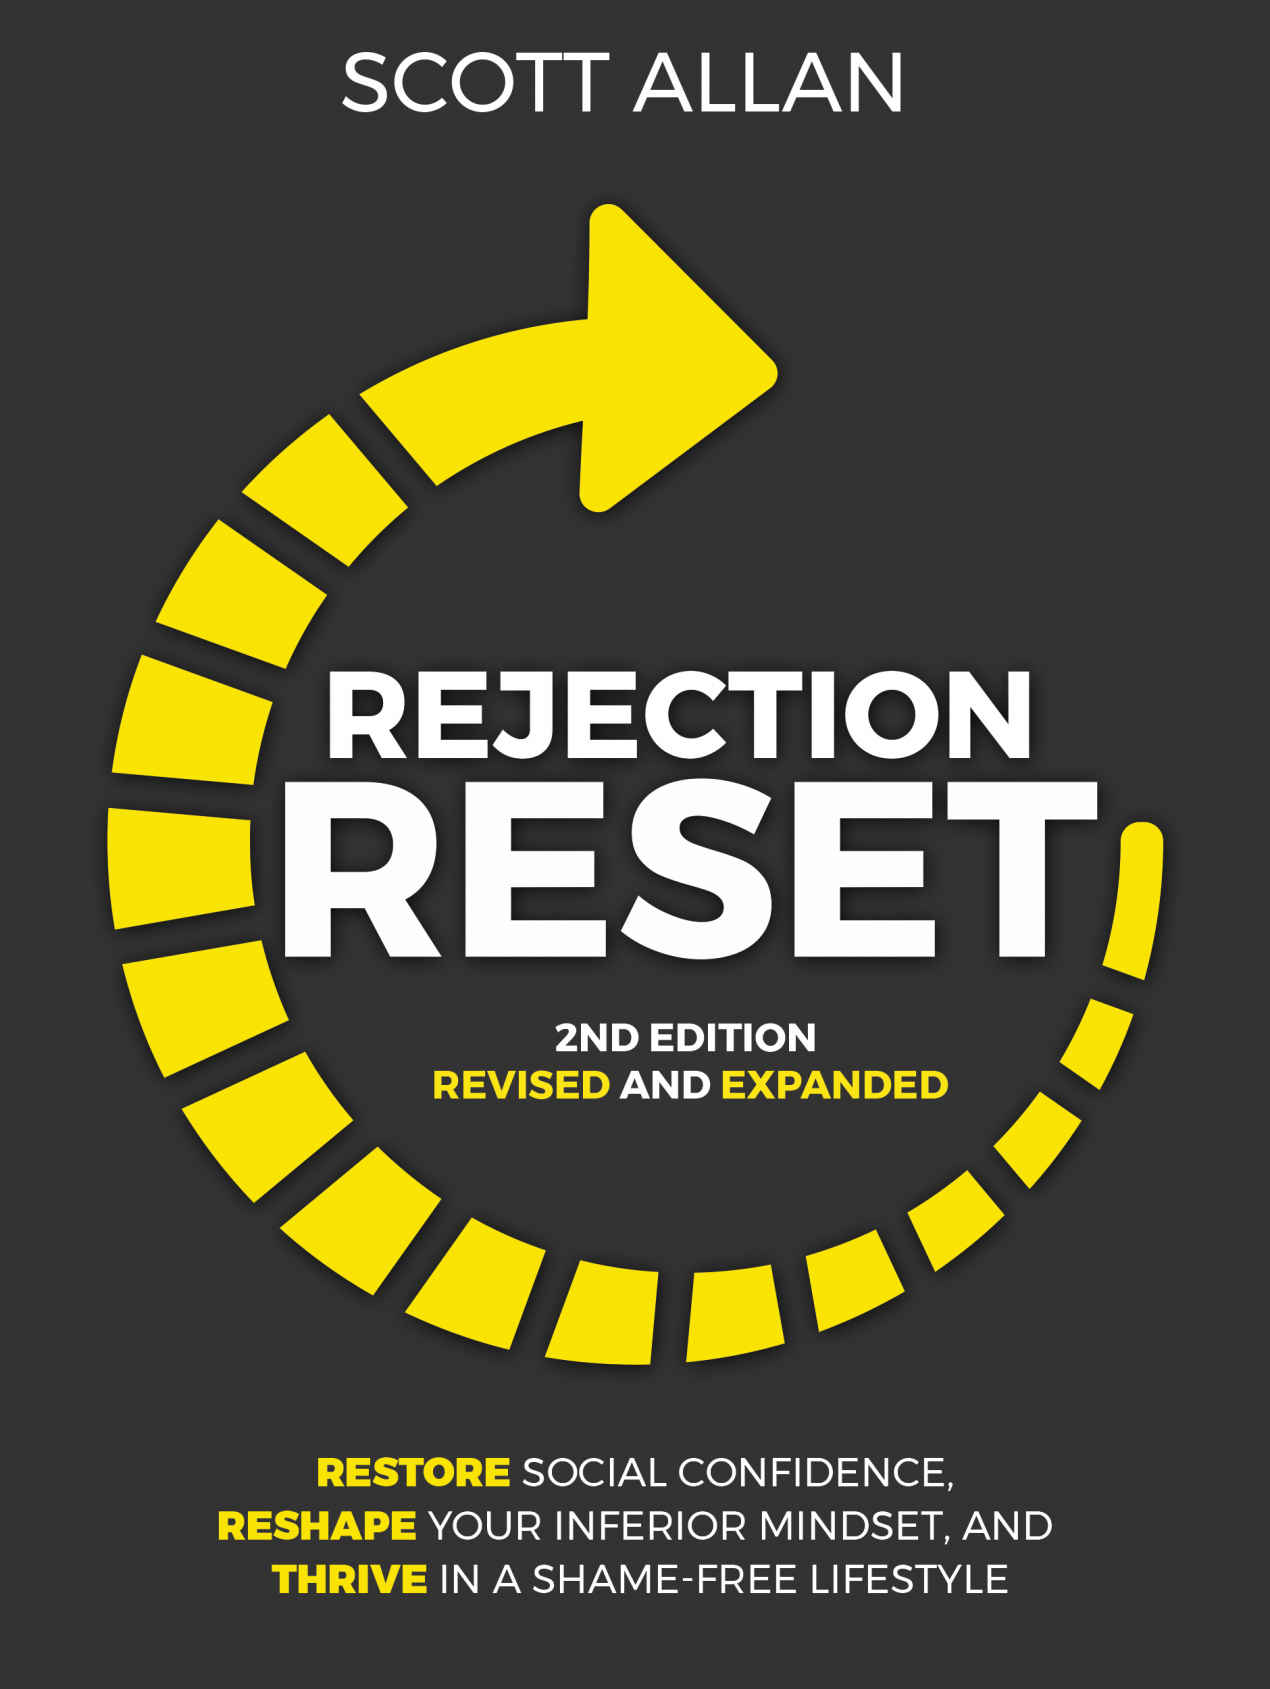 SCOTT ALLAN
REJECTION
RESET
2ND EDITION
REVISED AND EXPANDED
RESTORE SOCIAL CONFIDENCE,
RESHAPE YOUR INFERIOR MINDSET, AND
THRIVE IN A SHAME-FREE LIFESTYLE